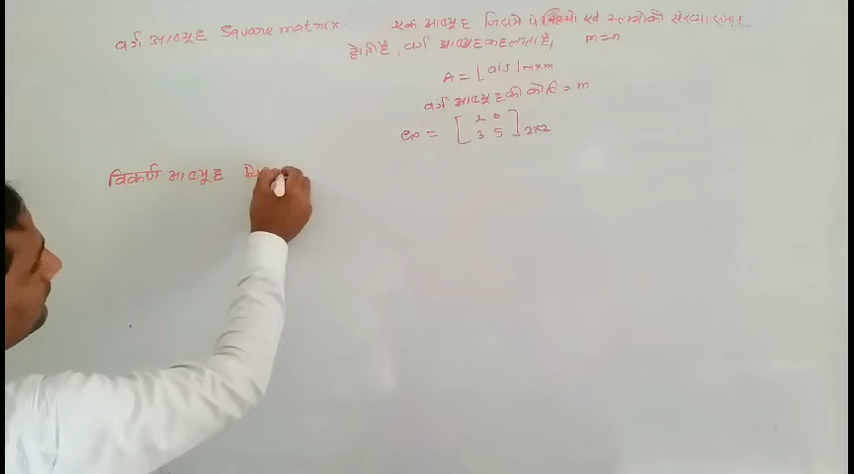 वर्ग आव्यूह Square matrix. एक आव्यूह जिसमे पंक्तियो एवं स्तम्भो की संख्या समान
होती है, वर्ग आव्यूह कहलाता है, m=n
A = [aij]m×m
वर्ग आव्यूह की कोटि = m
= [2 0
3 5] 2×2
विकर्ण आव्यूह